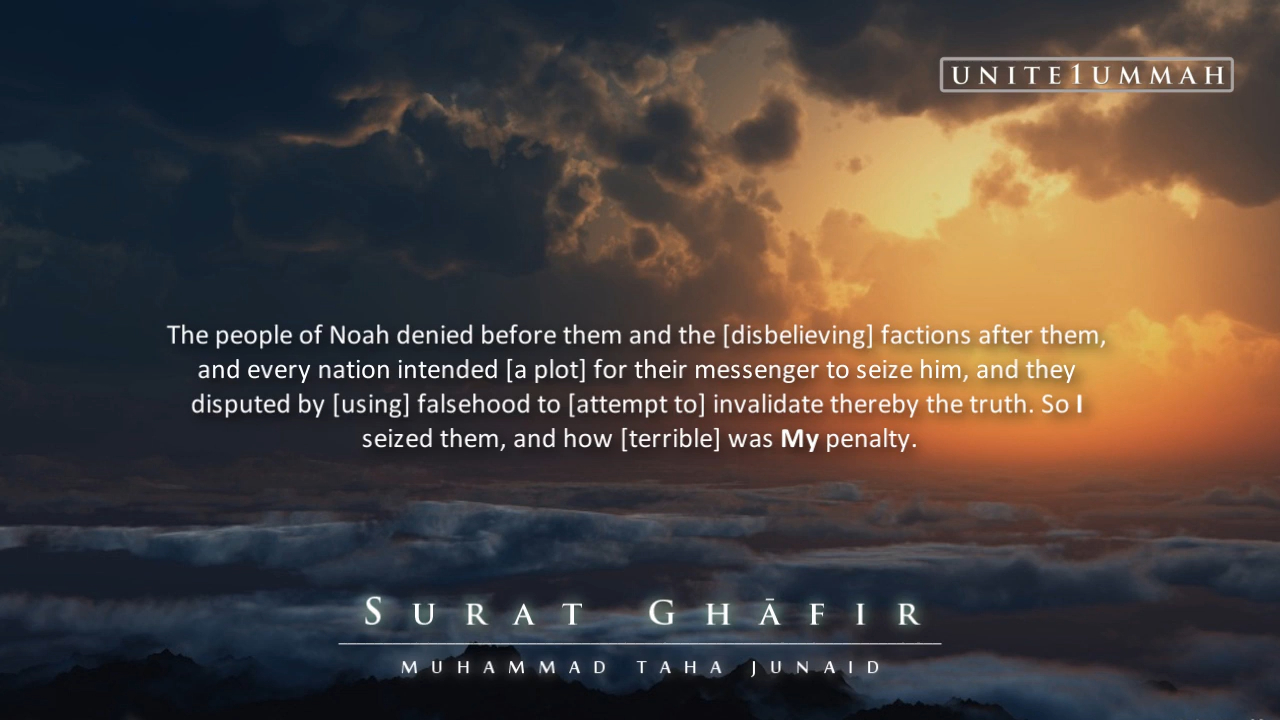 UNITE1UMMAH
The people of Noah denied before them and the [disbelieving] factions after them,
and every nation intended [a plot] for their messenger to seize him, and they
disputed by [using] falsehood to [attempt to] invalidate thereby the truth. So I
seized them, and how [terrible] was My penalty.
SURAT GHĀFIR
MUHAMMAD TAHA JUNAID